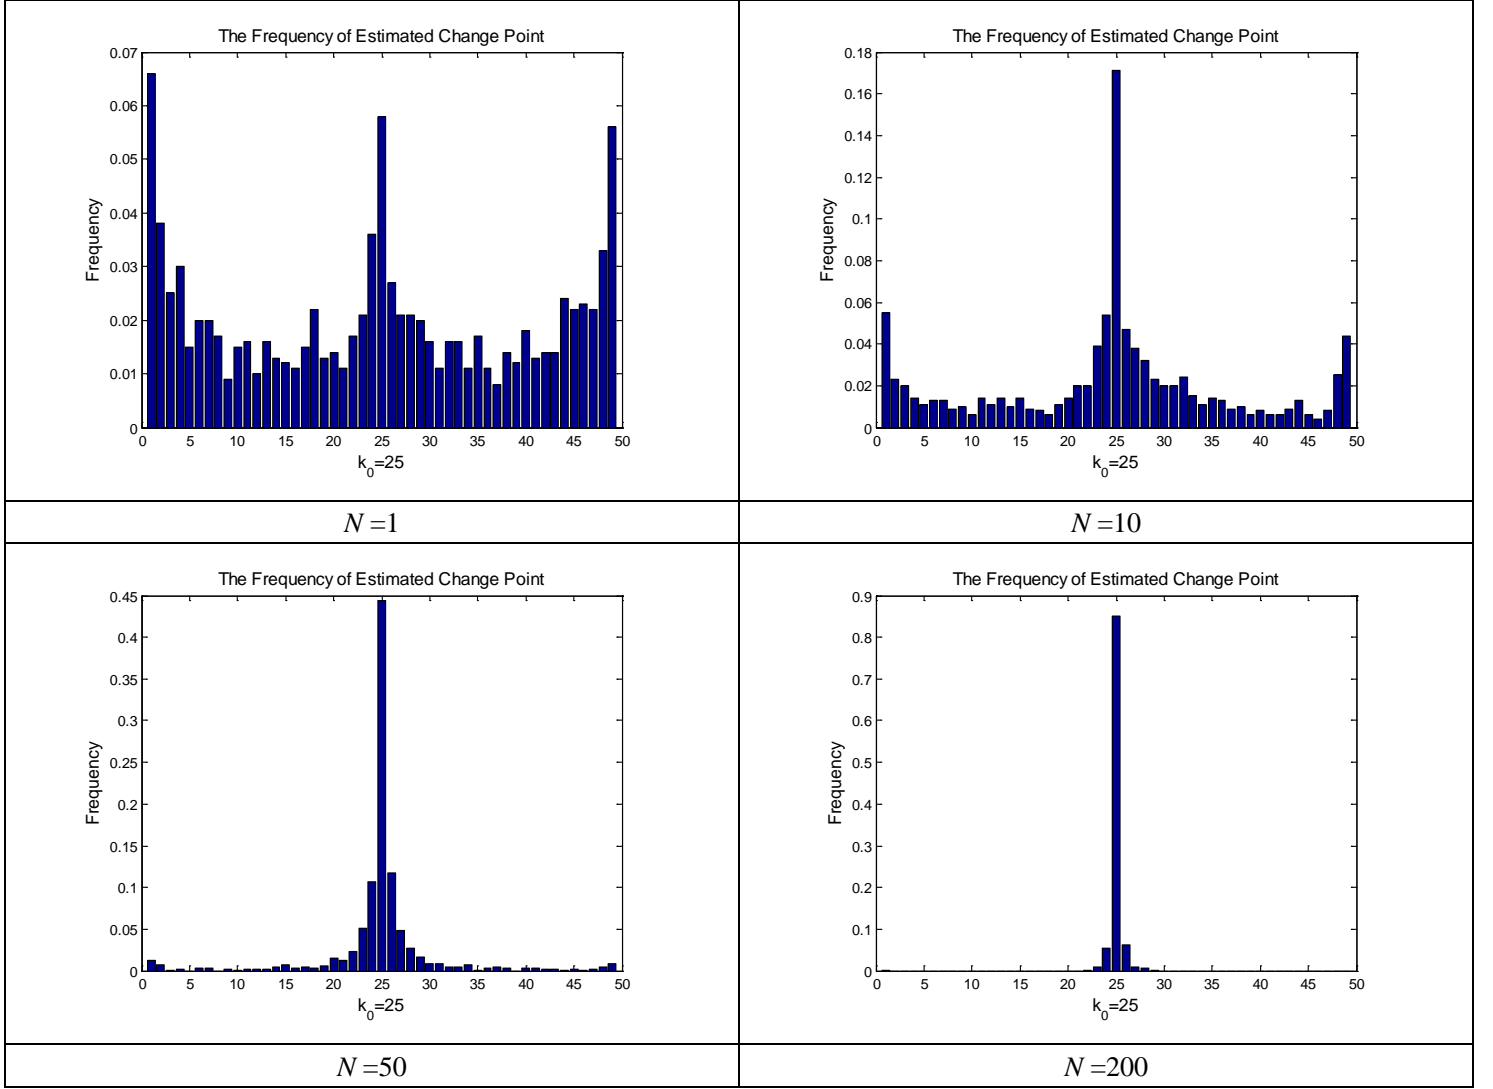 The Frequency of Estimated Change Point
0.07
0.06
0.05
0.04
0.03
0.02
0.01
0
Frequency
0 5 10 15 20 25 30 35 40 45 50
k_0=25
N =1
The Frequency of Estimated Change Point
0.18
0.16
0.14
0.12
0.1
0.08
0.06
0.04
0.02
0
Frequency
0 5 10 15 20 25 30 35 40 45 50
k_0=25
N =10
The Frequency of Estimated Change Point
0.45
0.4
0.35
0.3
0.25
0.2
0.15
0.1
0.05
0
Frequency
0 5 10 15 20 25 30 35 40 45 50
k_0=25
N =50
The Frequency of Estimated Change Point
0.9
0.8
0.7
0.6
0.5
0.4
0.3
0.2
0.1
0
Frequency
0 5 10 15 20 25 30 35 40 45 50
k_0=25
N =200